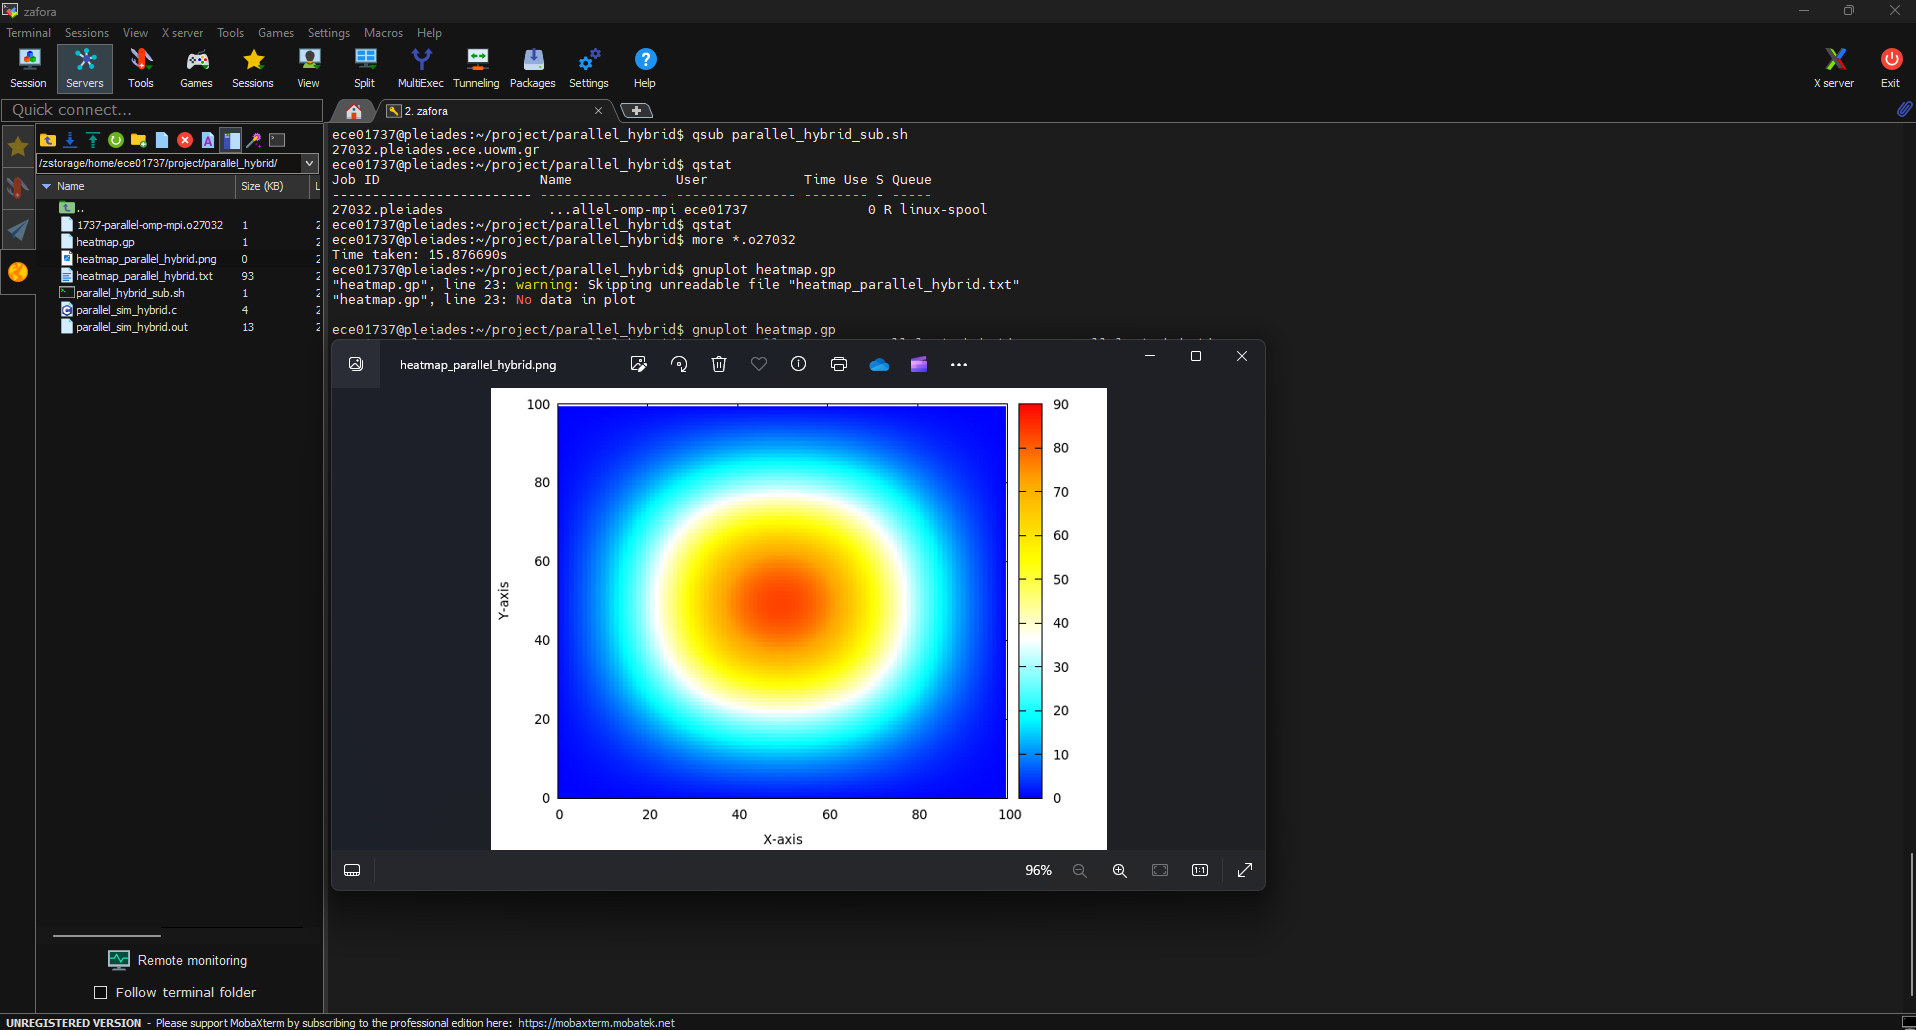 zafora
Terminal Sessions View X server Tools Games Settings Macros Help
Session Servers Tools Games Sessions View Split MultiExec Tunneling Packages Settings Help X server Exit
Quick connect...
2. zafora
/zstorage/home/ece01737/project/parallel_hybrid/
Name Size (KB) L
..
1737-parallel-omp-mpi.o27032 1 2
heatmap.gp 1 2
heatmap_parallel_hybrid.png 0 2
heatmap_parallel_hybrid.txt 93 2
parallel_hybrid_sub.sh 1 2
parallel_sim_hybrid.c 4 2
parallel_sim_hybrid.out 13 2
Remote monitoring
Follow terminal folder
ece01737@pleiades:~/project/parallel_hybrid$ qsub parallel_hybrid_sub.sh
27032.pleiades.ece.uowm.gr
ece01737@pleiades:~/project/parallel_hybrid$ qstat
Job ID Name User Time Use S Queue
------------------------- ---------------- --------------- -------- - -----
27032.pleiades ...allel-omp-mpi ece01737 0 R linux-spool
ece01737@pleiades:~/project/parallel_hybrid$ qstat
ece01737@pleiades:~/project/parallel_hybrid$ more *.o27032
Time taken: 15.876690s
ece01737@pleiades:~/project/parallel_hybrid$ gnuplot heatmap.gp
"heatmap.gp", line 23: warning: Skipping unreadable file "heatmap_parallel_hybrid.txt"
"heatmap.gp", line 23: No data in plot
ece01737@pleiades:~/project/parallel_hybrid$ gnuplot heatmap.gp
heatmap_parallel_hybrid.png
100
80
60
40
20
0
Y-axis
0 20 40 60 80 100
X-axis
90
80
70
60
50
40
30
20
10
0
96%
1:1
UNREGISTERED VERSION - Please support MobaXterm by subscribing to the professional edition here: https://mobaxterm.mobatek.net